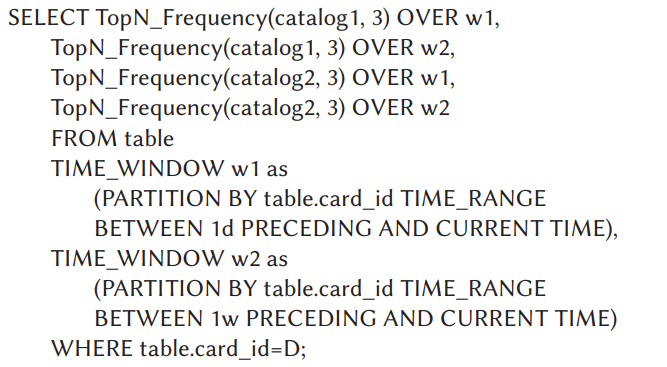 SELECT TopN_Frequency(catalog1, 3) OVER w1,
TopN_Frequency(catalog1, 3) OVER w2,
TopN_Frequency(catalog2, 3) OVER w1,
TopN_Frequency(catalog2, 3) OVER w2
FROM table
TIME_WINDOW w1 as
(PARTITION BY table.card_id TIME_RANGE
BETWEEN 1d PRECEDING AND CURRENT TIME),
TIME_WINDOW w2 as
(PARTITION BY table.card_id TIME_RANGE
BETWEEN 1w PRECEDING AND CURRENT TIME)
WHERE table.card_id=D;